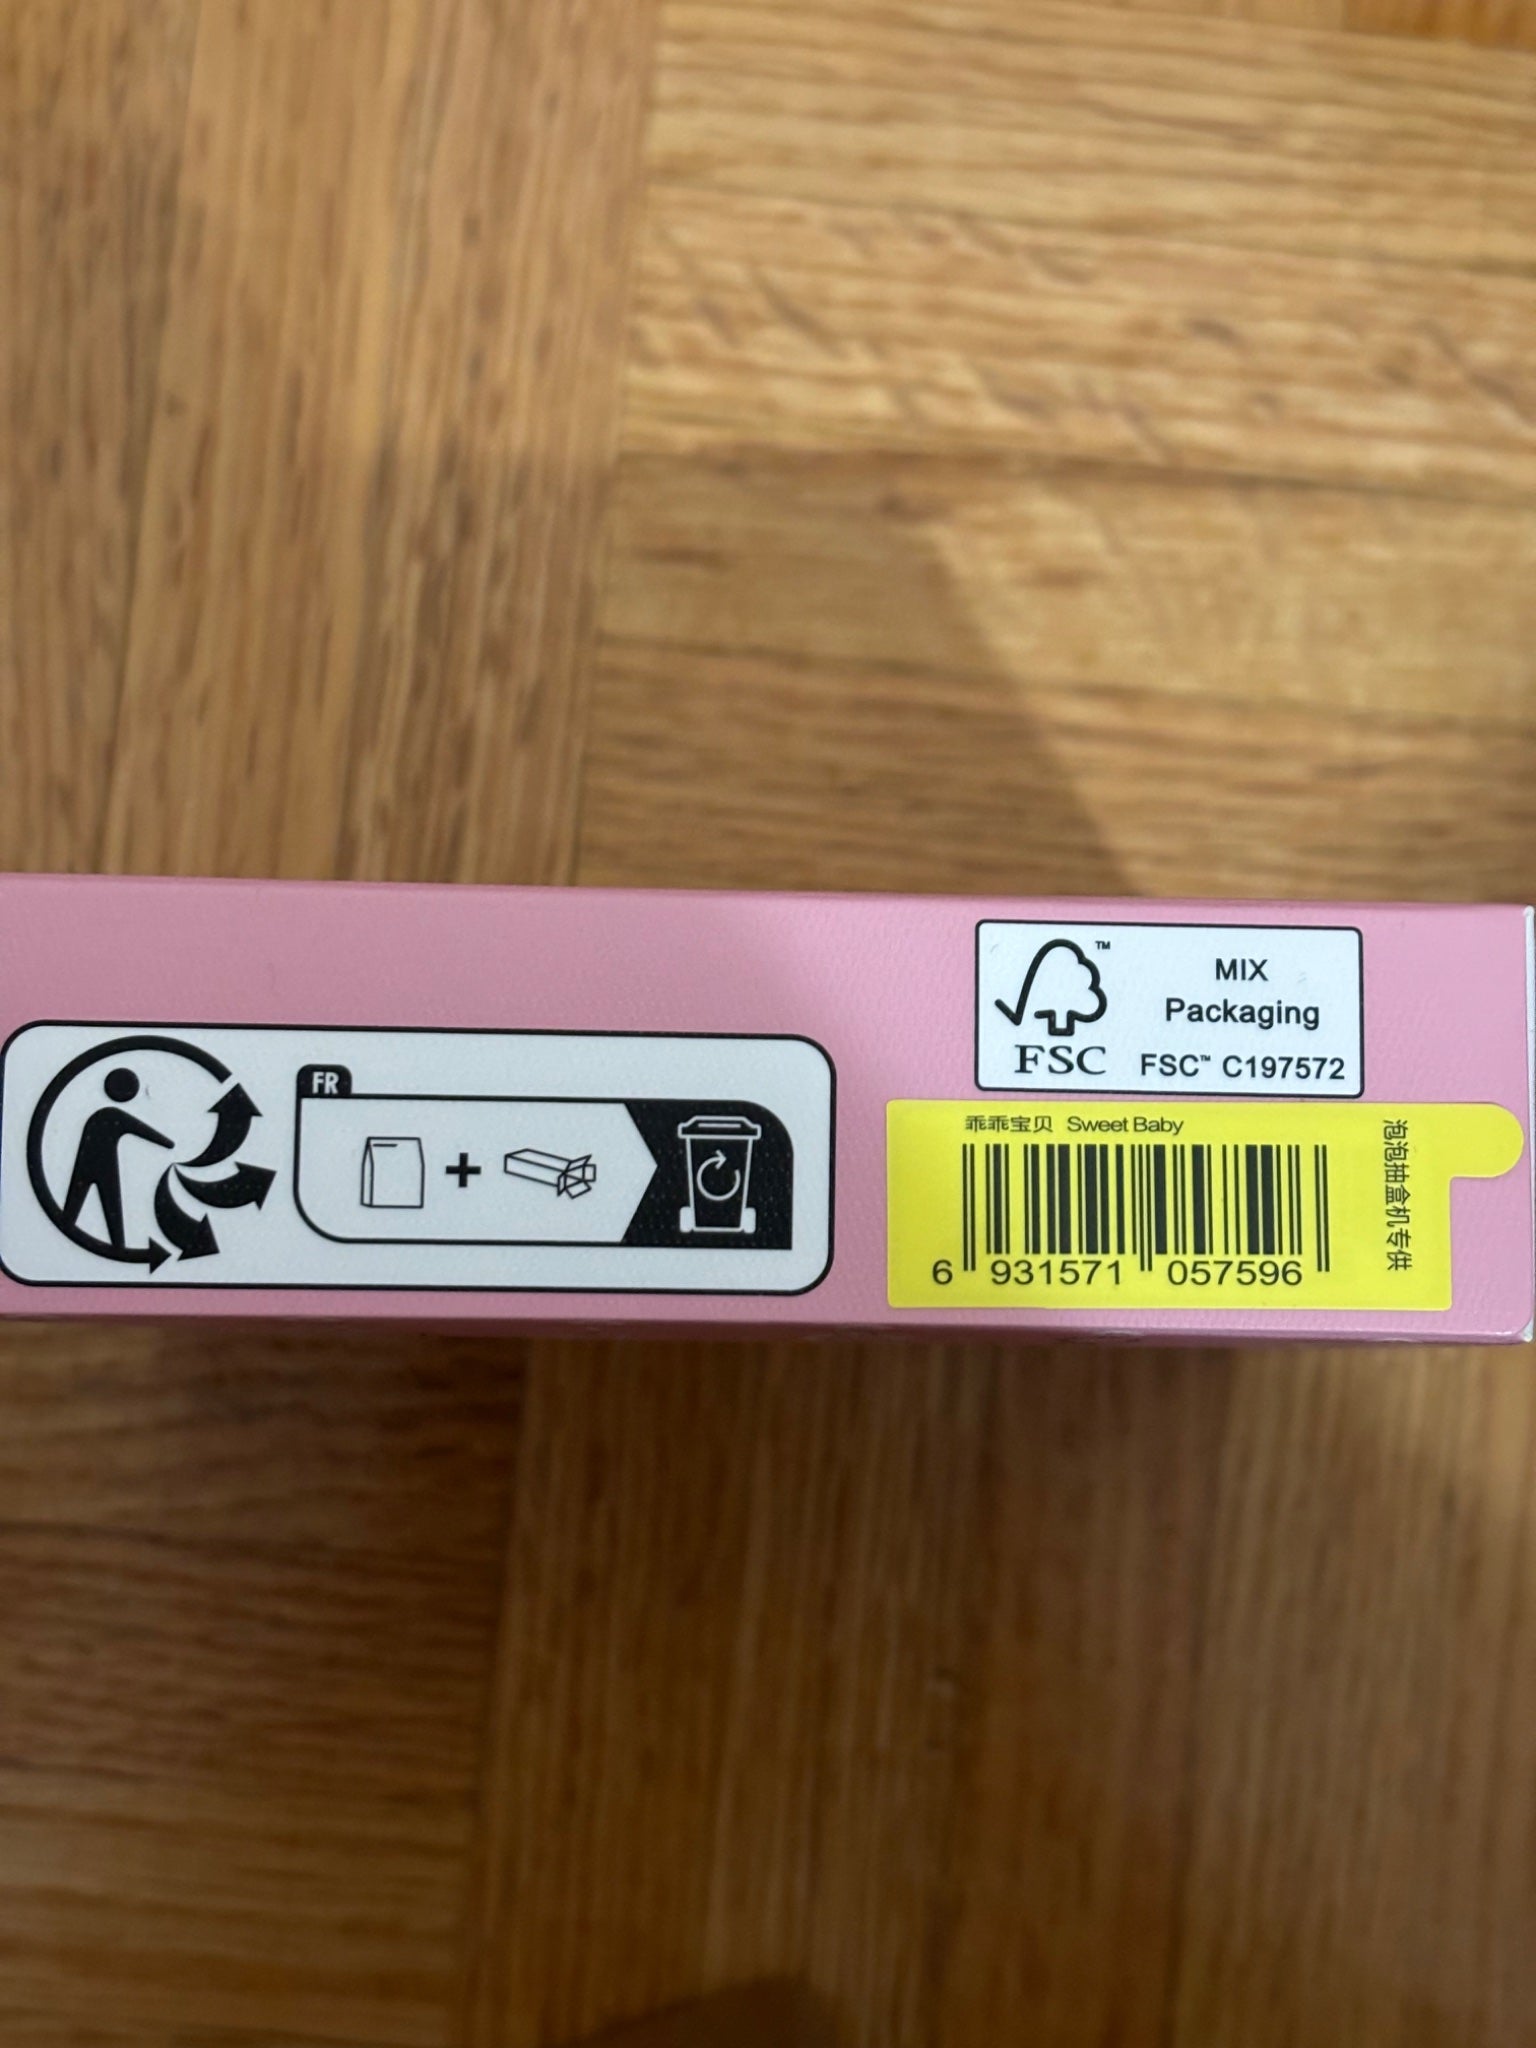 ™
MIX
Packaging
FSC
FSC™ C197572
FR
+
乖乖宝贝 Sweet Baby
6 931571 057596
泡泡抽盒机专供